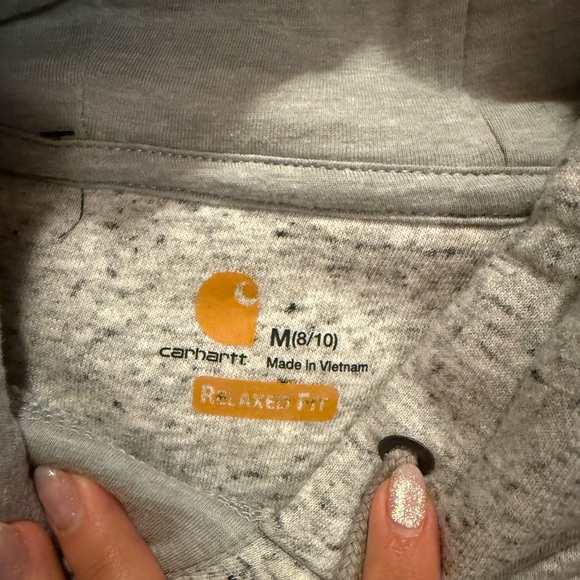 M(8/10)
carhartt
Made in Vietnam
RELAXED FIT